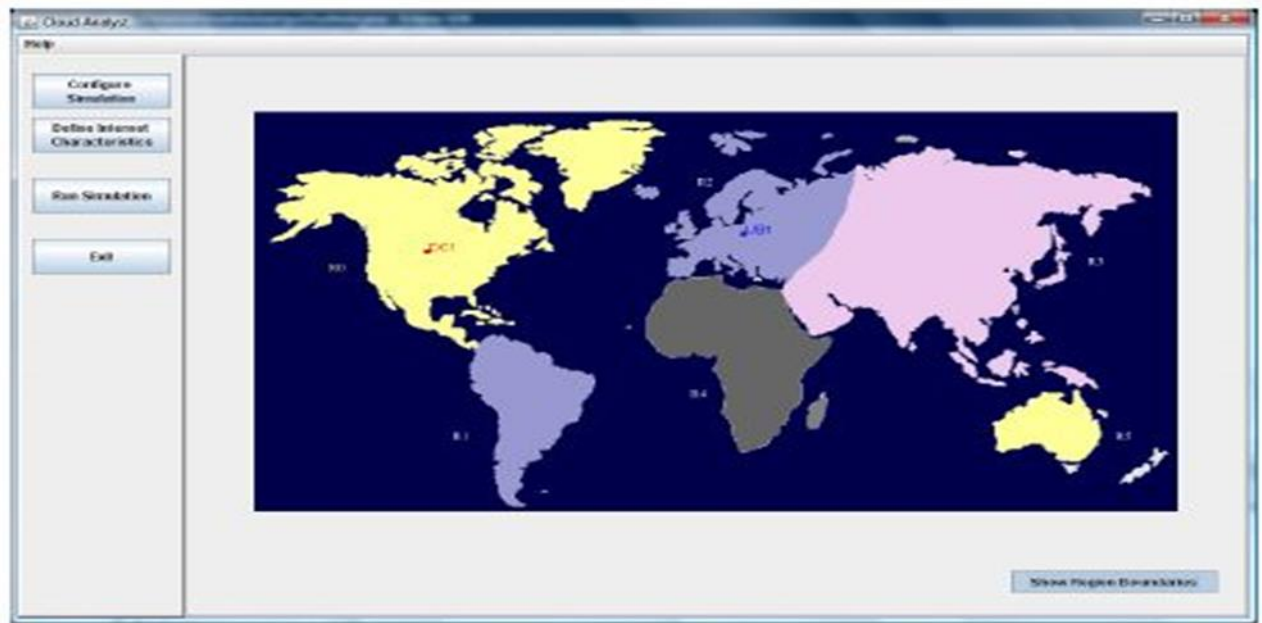 Cloud Analyst
Help
Configure
Simulation
Define Internet
Characteristics
Run Simulation
Exit
R0
DC1
R2
UB1
R3
R4
R1
R5
Show Region Boundaries